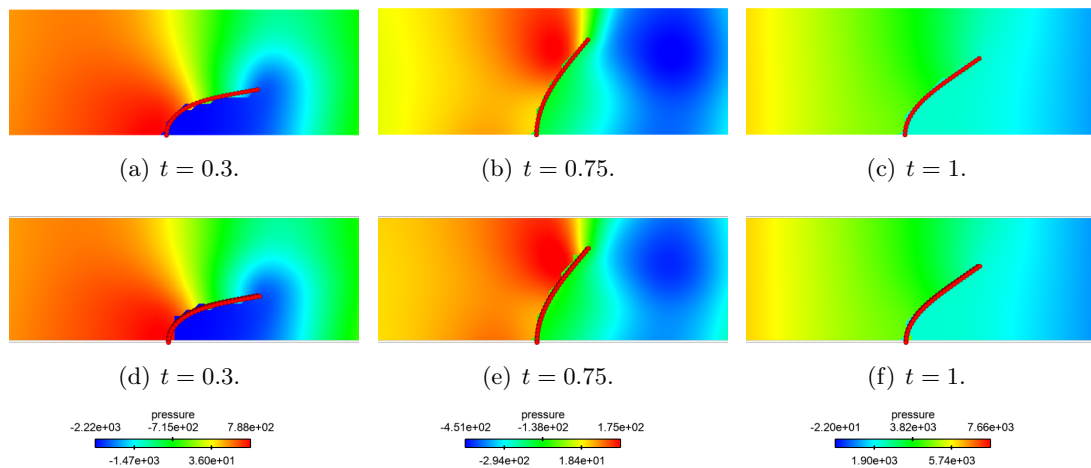 (a) t = 0.3.
(b) t = 0.75.
(c) t = 1.
(d) t = 0.3.
(e) t = 0.75.
(f) t = 1.
pressure
-2.22e+03 -7.15e+02 7.88e+02
-1.47e+03 3.60e+01
pressure
-4.51e+02 -1.38e+02 1.75e+02
-2.94e+02 1.84e+01
pressure
-2.20e+01 3.82e+03 7.66e+03
1.90e+03 5.74e+03